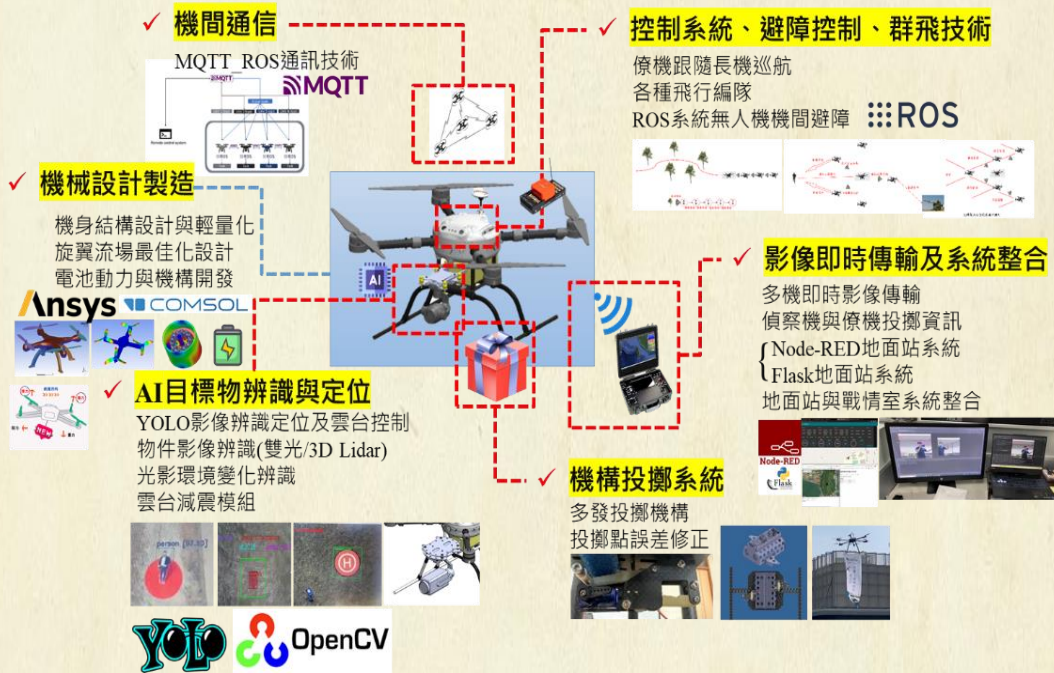 ✓ 機間通信
MQTT ROS通訊技術
MQTT
MQTT
Remote control system
✓ 控制系統、避障控制、群飛技術
僚機跟隨長機巡航
各種飛行編隊
ROS系統無人機機間避障
ROS
✓ 機械設計製造
機身結構設計與輕量化
旋翼流場最佳化設計
電池動力與機構開發
Ansys
COMSOL
NEW
AI
✓ 影像即時傳輸及系統整合
多機即時影像傳輸
偵察機與僚機投擲資訊
{ Node-RED地面站系統
Flask地面站系統
地面站與戰情室系統整合
Node-RED
Flask
✓ AI目標物辨識與定位
YOLO影像辨識定位及雲台控制
物件影像辨識(雙光/3D Lidar)
光影環境變化辨識
雲台減震模組
H
YOLO
OpenCV
✓ 機構投擲系統
多發投擲機構
投擲點誤差修正